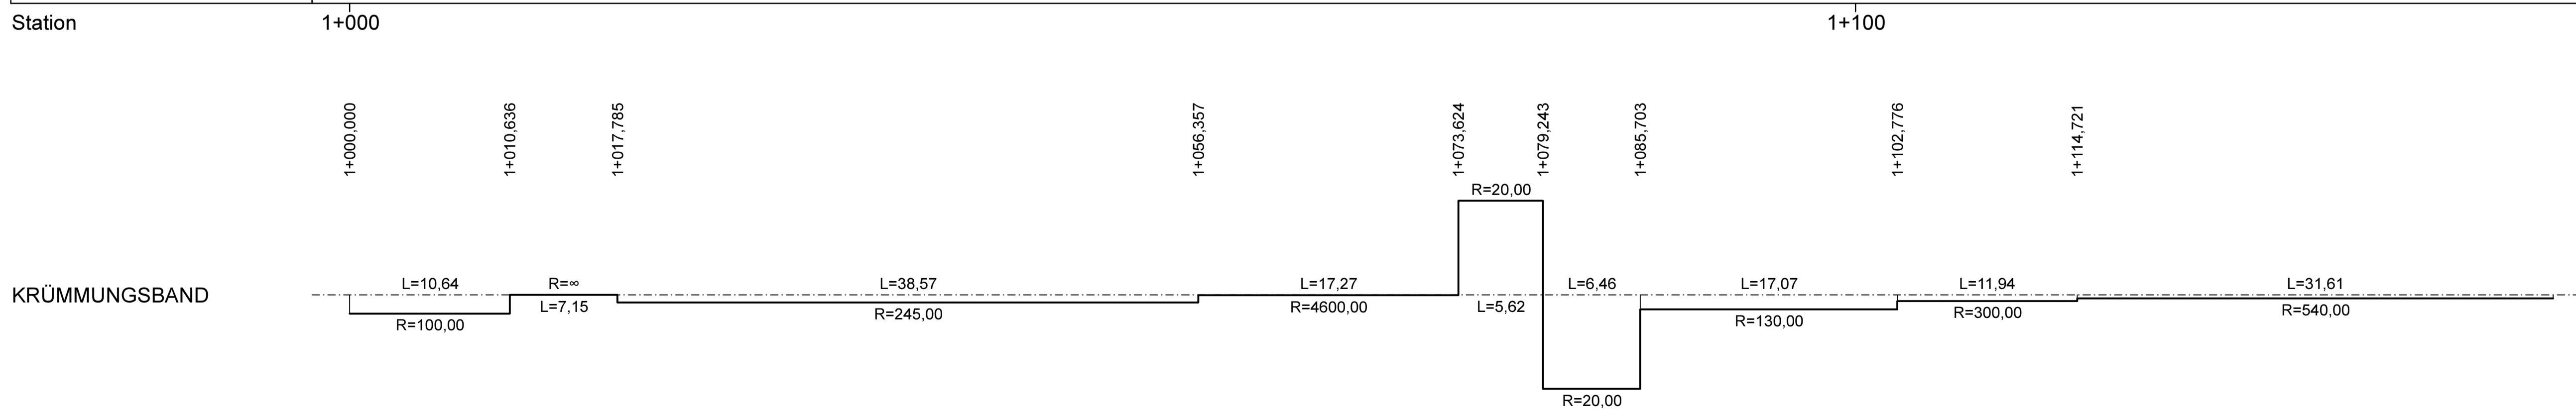 Station
1+000
1+100
1+000,000
1+010,636
1+017,785
1+056,357
1+073,624
1+079,243
1+085,703
1+102,776
1+114,721
R=20,00
KRÜMMUNGSBAND
L=10,64
R=∞
L=38,57
L=17,27
L=6,46
L=17,07
L=11,94
L=31,61
R=100,00
L=7,15
R=245,00
R=4600,00
L=5,62
R=130,00
R=300,00
R=540,00
R=20,00